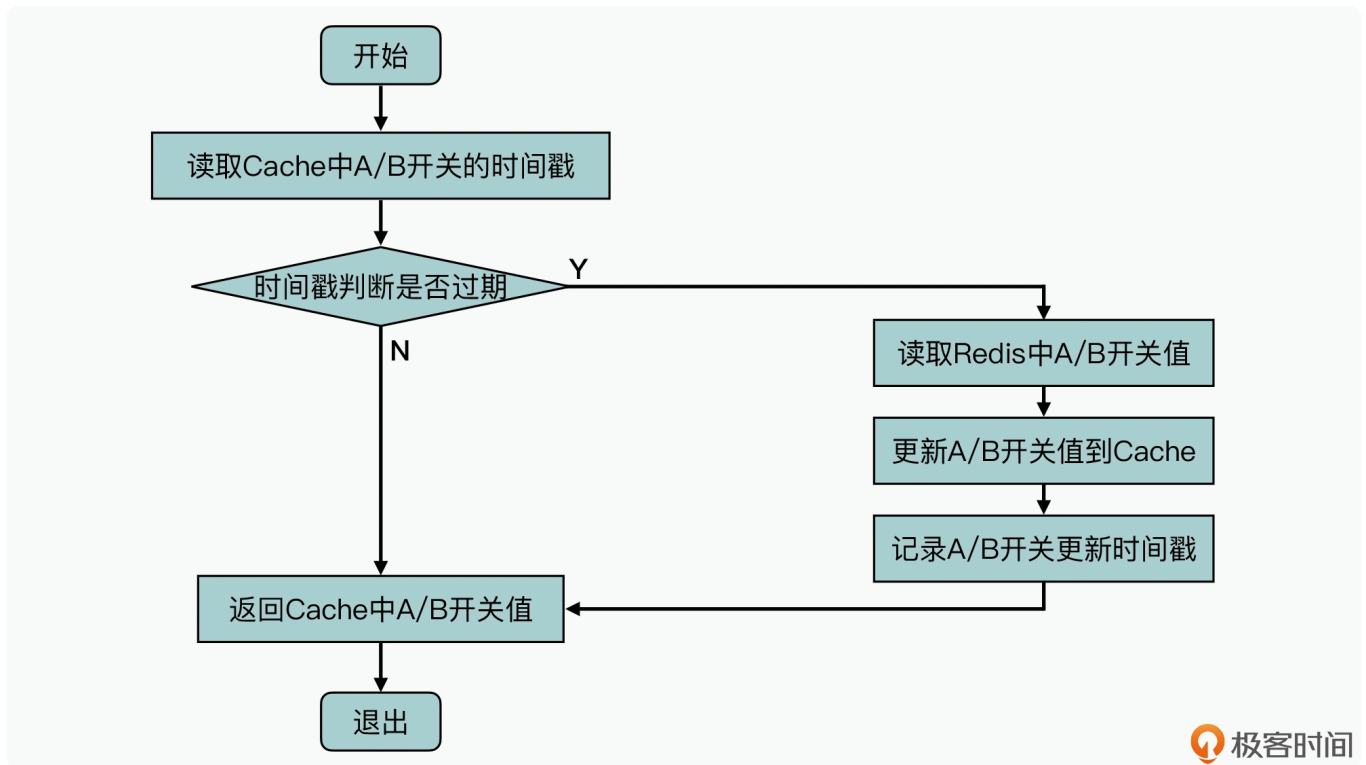 开始
读取Cache中A/B开关的时间戳
时间戳判断是否过期
Y
N
读取Redis中A/B开关值
更新A/B开关值到Cache
记录A/B开关更新时间戳
返回Cache中A/B开关值
退出
极客时间